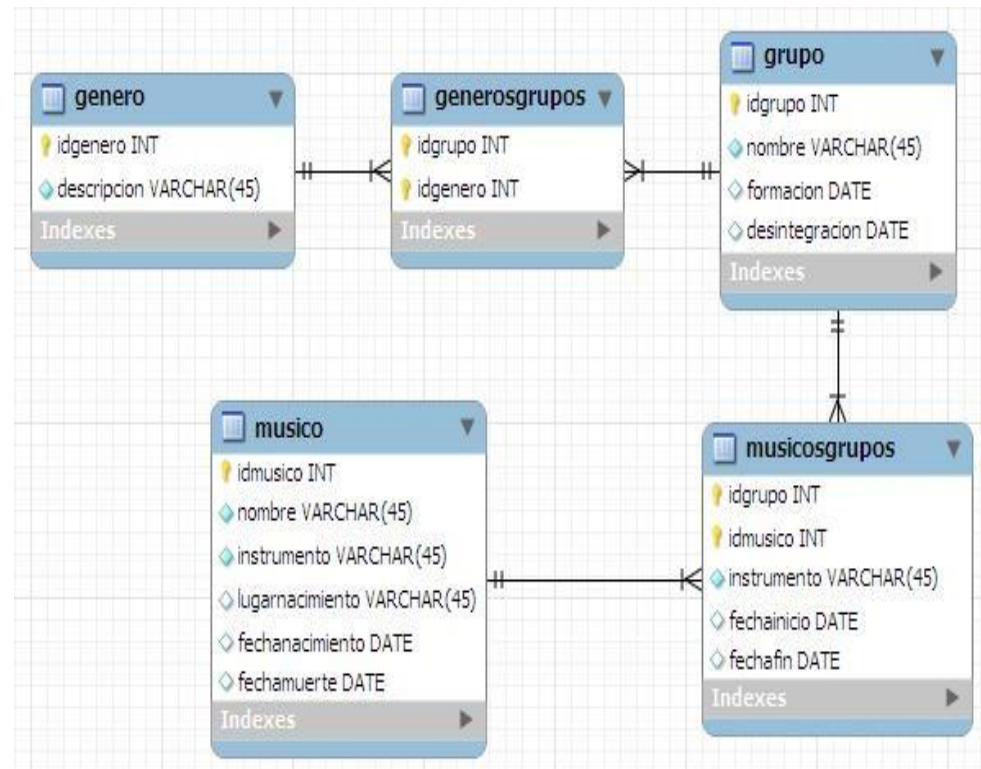 genero
idgenero INT
descripcion VARCHAR(45)
Indexes
generosgrupos
idgrupo INT
idgenero INT
Indexes
grupo
idgrupo INT
nombre VARCHAR(45)
formacion DATE
desintegracion DATE
Indexes
musico
idmusico INT
nombre VARCHAR(45)
instrumento VARCHAR(45)
lugarnacimiento VARCHAR(45)
fechanacimiento DATE
fechamuerte DATE
Indexes
musicosgrupos
idgrupo INT
idmusico INT
instrumento VARCHAR(45)
fechainicio DATE
fechafin DATE
Indexes